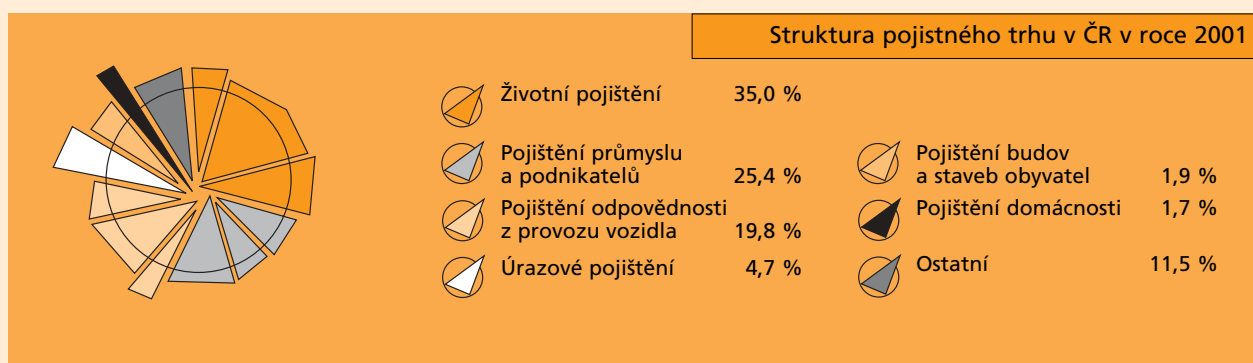 Struktura pojistného trhu v ČR v roce 2001
Životní pojištění 35,0 %
Pojištění průmyslu
a podnikatelů 25,4 %
Pojištění odpovědnosti
z provozu vozidla 19,8 %
Úrazové pojištění 4,7 %
Pojištění budov
a staveb obyvatel 1,9 %
Pojištění domácnosti 1,7 %
Ostatní 11,5 %